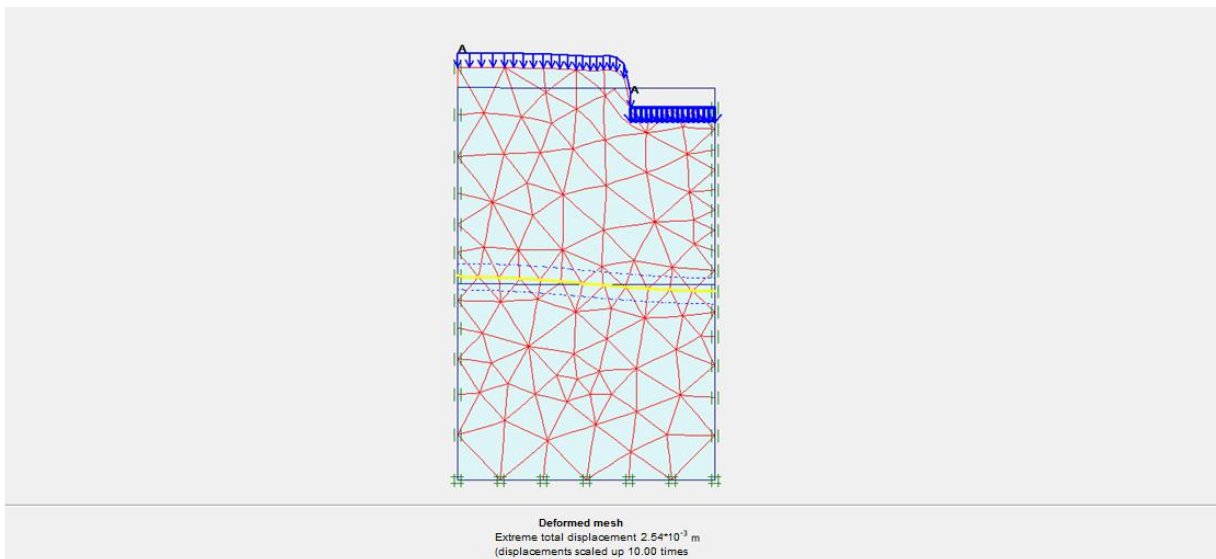 A
A
Deformed mesh
Extreme total displacement 2.54*10⁻³ m
(displacements scaled up 10.00 times